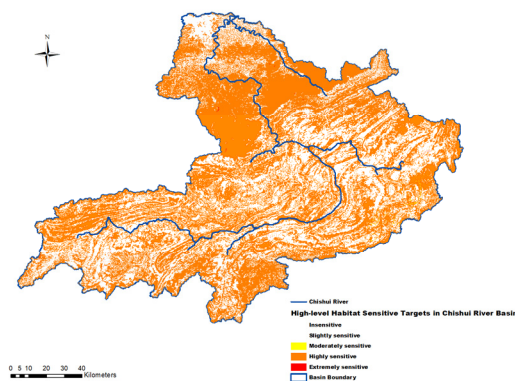 N
Chishui River
High-level Habitat Sensitive Targets in Chishui River Basin
Insensitive
Slightly sensitive
Moderately sensitive
Highly sensitive
Extremely sensitive
Basin Boundary
0 5 10 20 30 40
Kilometers